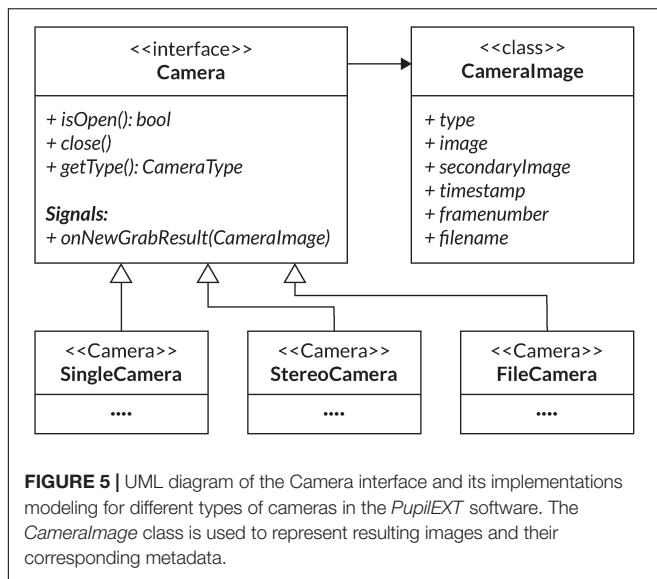 <<interface>>
Camera
+ isOpen(): bool
+ close()
+ getType(): CameraType
Signals:
+ onNewGrabResult(CameraImage)
<<class>>
CameraImage
+ type
+ image
+ secondaryImage
+ timestamp
+ framenumber
+ filename
<<Camera>>
SingleCamera
....
<<Camera>>
StereoCamera
....
<<Camera>>
FileCamera
....
FIGURE 5 | UML diagram of the Camera interface and its implementations
modeling for different types of cameras in the PupilEXT software. The
CameraImage class is used to represent resulting images and their
corresponding metadata.